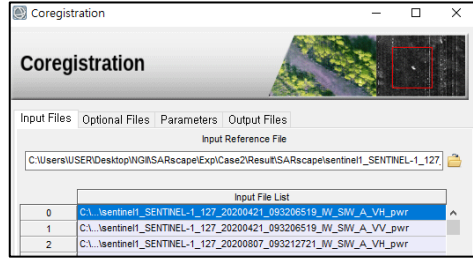 Coregistration
Coregistration
Input Files Optional Files Parameters Output Files
Input Reference File
C:\Users\USER\Desktop\NGII\SARscape\Exp\Case2\Result\SARscape\sentinel1_SENTINEL-1_127_
Input File List
0 C:\...\sentinel1_SENTINEL-1_127_20200421_093206519_IW_SIW_A_VH_pwr
1 C:\...\sentinel1_SENTINEL-1_127_20200421_093206519_IW_SIW_A_VV_pwr
2 C:\...\sentinel1_SENTINEL-1_127_20200807_093212721_IW_SIW_A_VH_pwr